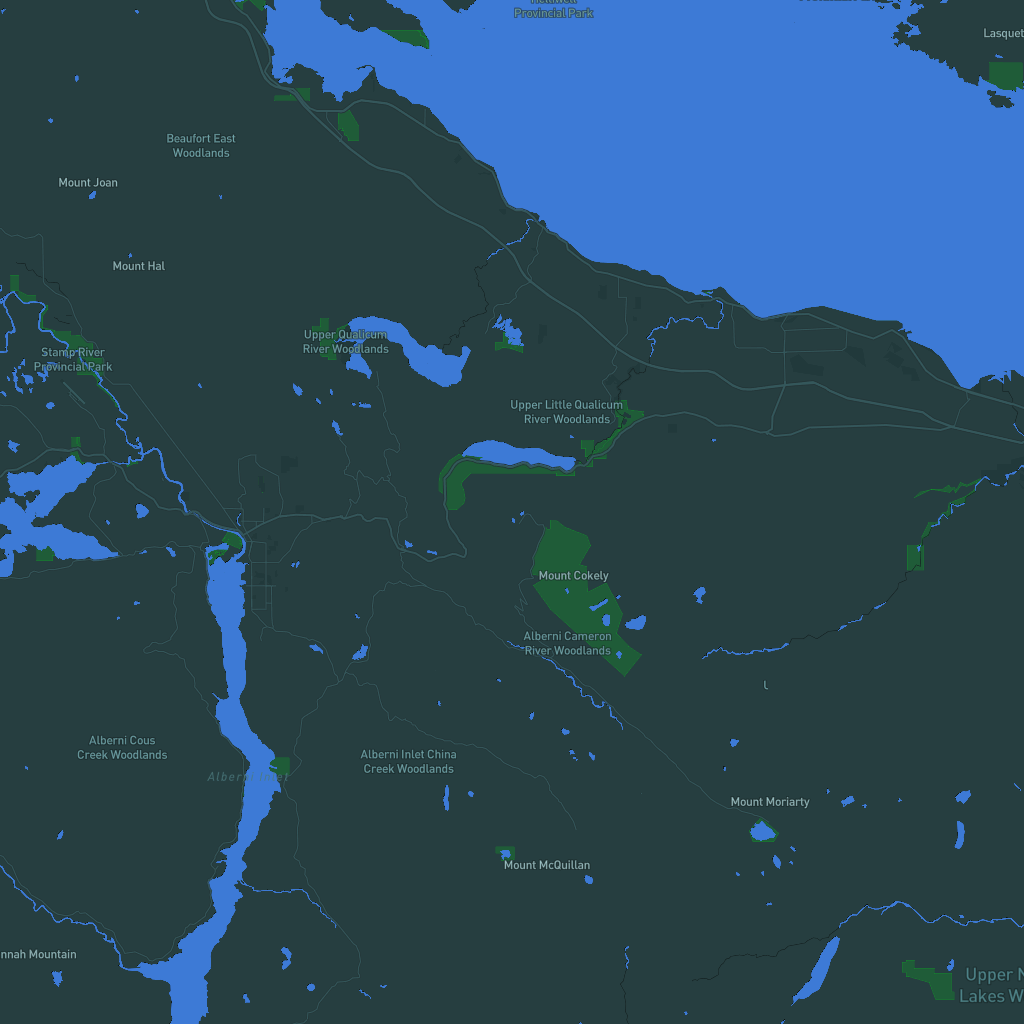 Provincial Park
Lasquet
Beaufort East
Woodlands
Mount Joan
Mount Hal
Upper Qualicum
River Woodlands
Stamp River
Provincial Park
Upper Little Qualicum
River Woodlands
Mount Cokely
Alberni Cameron
River Woodlands
Alberni Cous
Creek Woodlands
Alberni Inlet China
Creek Woodlands
Mount Moriarty
Mount McQuillan
nnah Mountain
Upper N
Lakes W